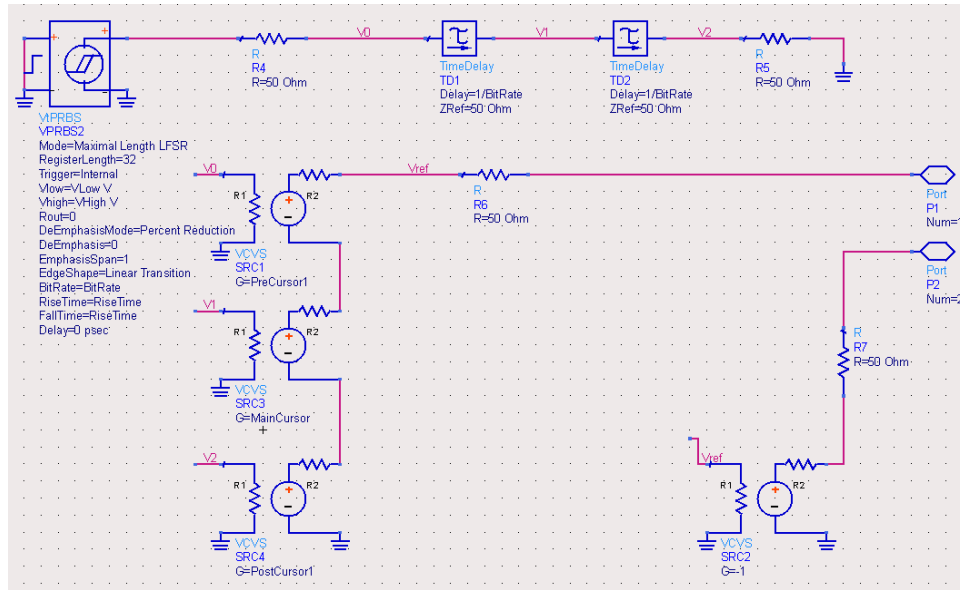 V0
V1
V2
R
R4
R=50 Ohm
TimeDelay
TD1
Delay=1/BitRate
ZRef=50 Ohm
TimeDelay
TD2
Delay=1/BitRate
ZRef=50 Ohm
R
R5
R=50 Ohm
VtPRBS
VPRBS2
Mode=Maximal Length LFSR
RegisterLength=32
Trigger=Internal
Vlow=VLow V
Vhigh=VHigh V
Rout=0
DeEmphasisMode=Percent Reduction
DeEmphasis=0
EmphasisSpan=1
EdgeShape=Linear Transition
BitRate=BitRate
RiseTime=RiseTime
FallTime=RiseTime
Delay=0 psec
V0
R1
R2
VCVS
SRC1
G=PreCursor1
Vref
R
R6
R=50 Ohm
Port
P1
Num=1
Port
P2
Num=2
V1
R1
R2
VCVS
SRC3
G=MainCursor
R
R7
R=50 Ohm
V2
R1
R2
VCVS
SRC4
G=PostCursor1
Vref
R1
R2
VCVS
SRC2
G=-1